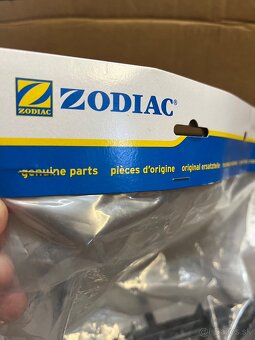 ZODIAC
ZODIAC®
genuine parts pièces d'origine original ersatzteile